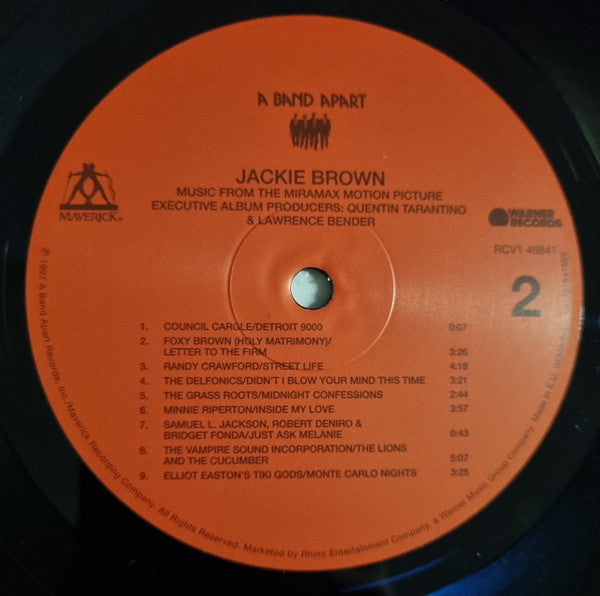 A BAND APART
JACKIE BROWN
MUSIC FROM THE MIRAMAX MOTION PICTURE
EXECUTIVE ALBUM PRODUCERS: QUENTIN TARANTINO
& LAWRENCE BENDER
MAVERICK®
WARNER
RECORDS
RCV1 46841
2
1. COUNCIL CARGLE/DETROIT 9000 0:07
2. FOXY BROWN (HOLY MATRIMONY)/
LETTER TO THE FIRM 3:26
3. RANDY CRAWFORD/STREET LIFE 4:18
4. THE DELFONICS/DIDN'T I BLOW YOUR MIND THIS TIME 3:21
5. THE GRASS ROOTS/MIDNIGHT CONFESSIONS 2:44
6. MINNIE RIPERTON/INSIDE MY LOVE 3:57
7. SAMUEL L. JACKSON, ROBERT DENIRO &
BRIDGET FONDA/JUST ASK MELANIE 0:43
8. THE VAMPIRE SOUND INCORPORATION/THE LIONS
AND THE CUCUMBER 5:07
9. ELLIOT EASTON'S TIKI GODS/MONTE CARLO NIGHTS 3:25
℗ 1997 A Band Apart Records, Inc./Maverick Recording Company. All Rights Reserved. Marketed by Rhino Entertainment Company, a Warner Music Group Company. Made in E.U.